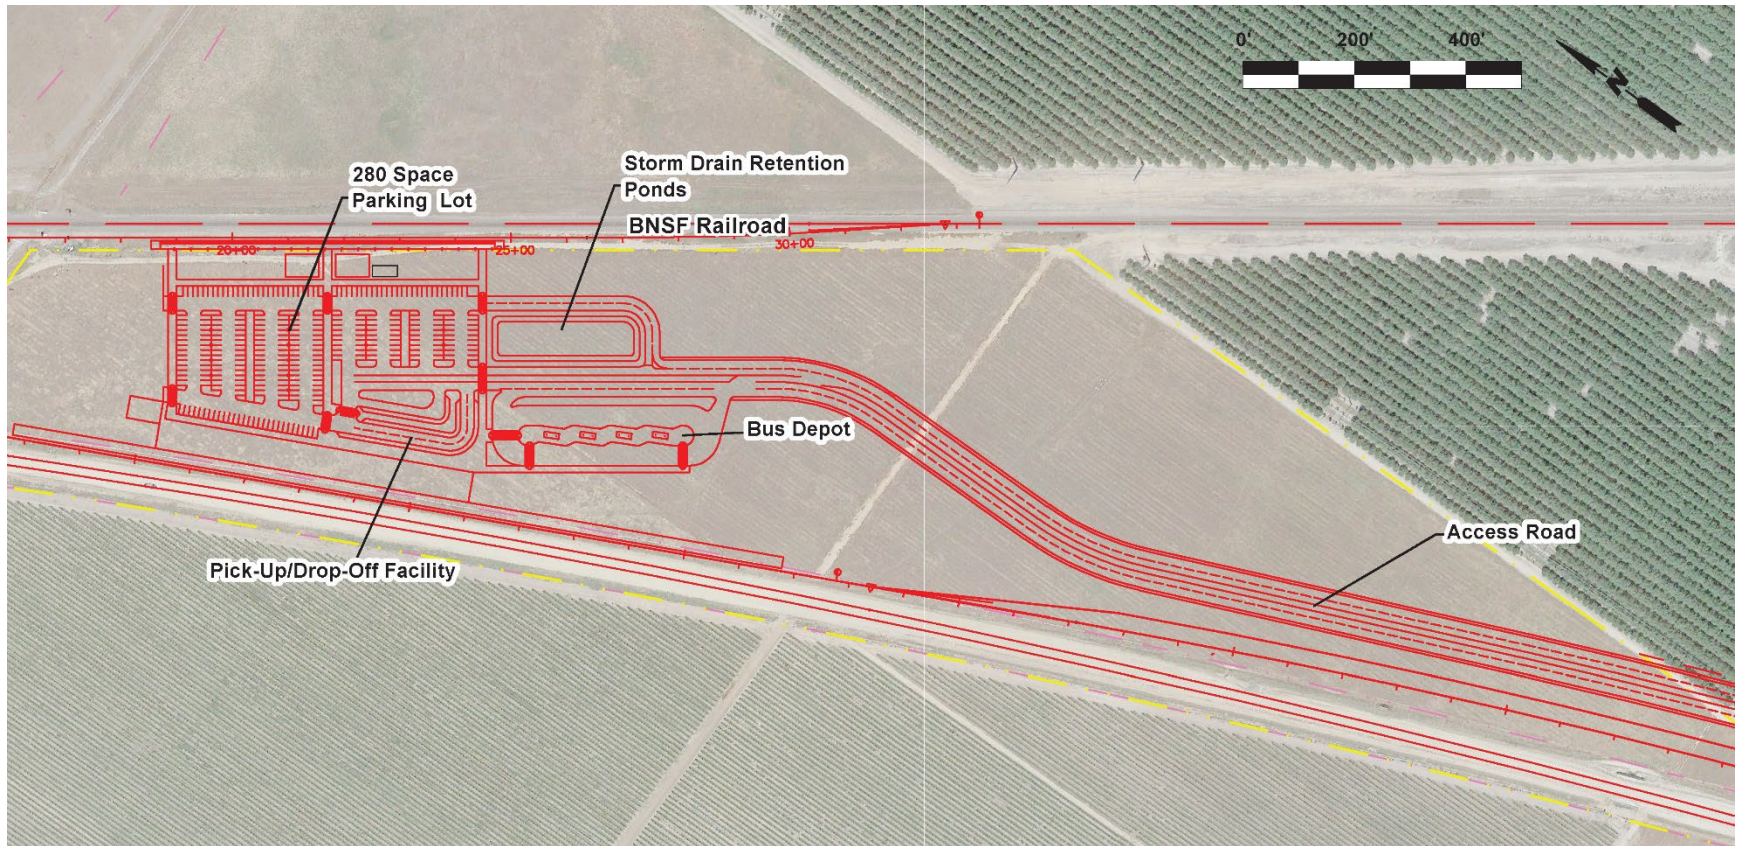 0' 200' 400'
N
280 Space
Parking Lot
Storm Drain Retention
Ponds
BNSF Railroad
20+00 25+00 30+00
Bus Depot
Access Road
Pick-Up/Drop-Off Facility